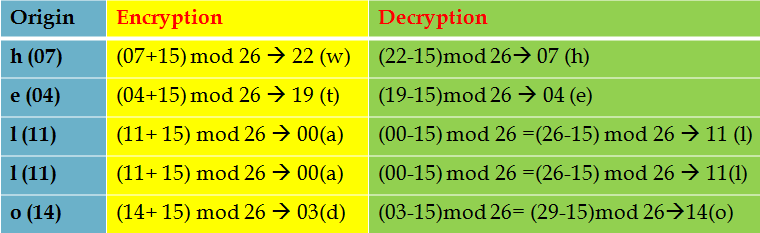 Origin Encryption Decryption
h (07) (07+15) mod 26 → 22 (w) (22-15)mod 26→ 07 (h)
e (04) (04+15) mod 26 → 19 (t) (19-15)mod 26 → 04 (e)
l (11) (11+ 15) mod 26 → 00(a) (00-15) mod 26 =(26-15) mod 26 → 11 (l)
l (11) (11+ 15) mod 26 → 00(a) (00-15) mod 26 =(26-15) mod 26 → 11(l)
o (14) (14+ 15) mod 26 → 03(d) (03-15)mod 26= (29-15)mod 26→14(o)